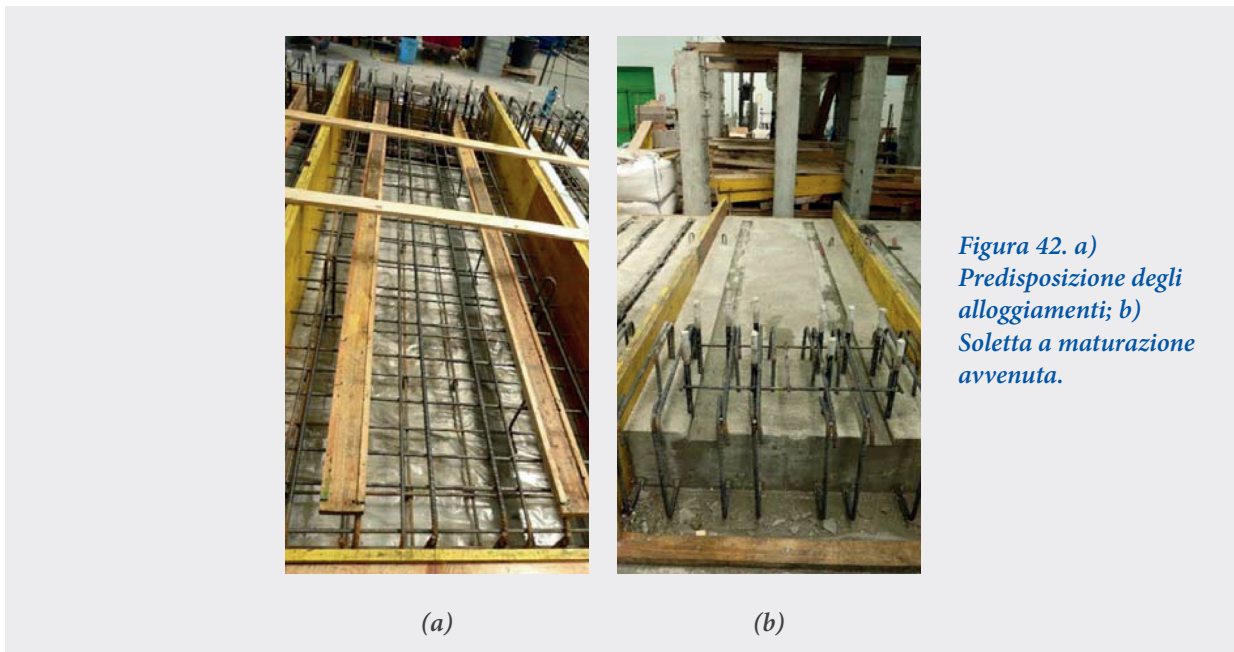 Figura 42. a)
Predisposizione degli
alloggiamenti; b)
Soletta a maturazione
avvenuta.
(a)
(b)